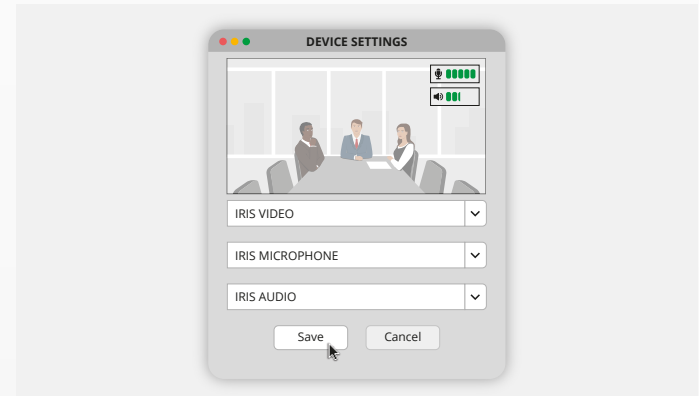 DEVICE SETTINGS
IRIS VIDEO
IRIS MICROPHONE
IRIS AUDIO
Save
Cancel